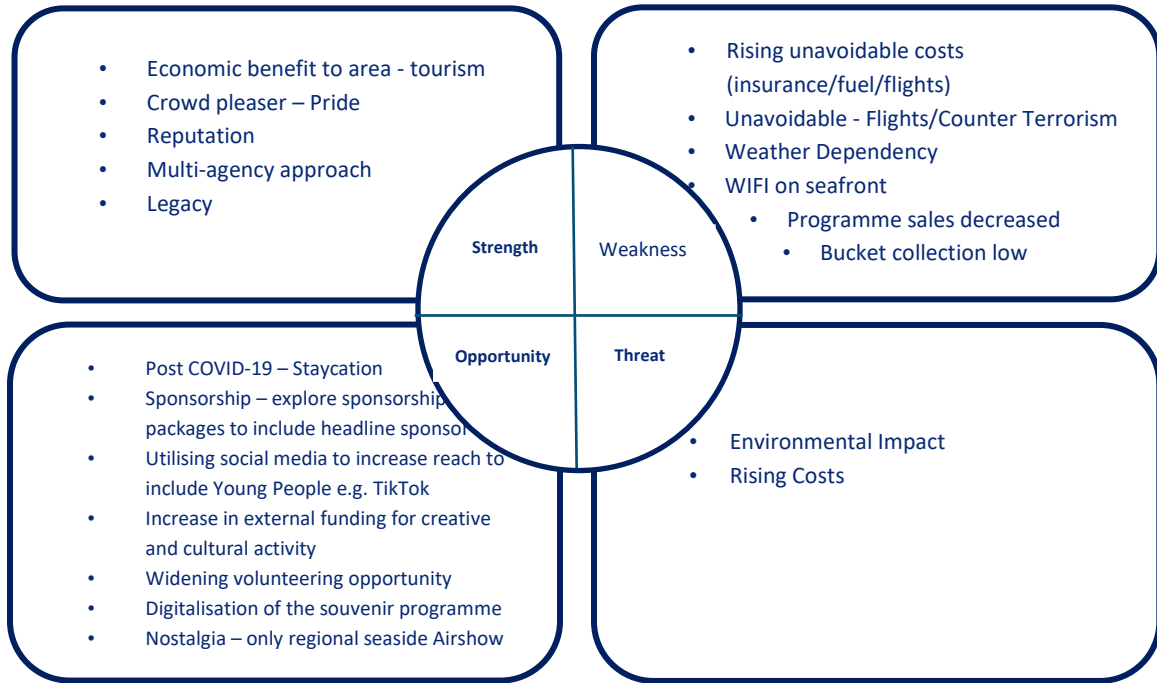 • Economic benefit to area - tourism
• Crowd pleaser – Pride
• Reputation
• Multi-agency approach
• Legacy
• Rising unavoidable costs
(insurance/fuel/flights)
• Unavoidable - Flights/Counter Terrorism
• Weather Dependency
• WIFI on seafront
• Programme sales decreased
• Bucket collection low
Strength
Weakness
Opportunity
Threat
• Post COVID-19 – Staycation
• Sponsorship – explore sponsorship
packages to include headline sponsor
• Utilising social media to increase reach to
include Young People e.g. TikTok
• Increase in external funding for creative
and cultural activity
• Widening volunteering opportunity
• Digitalisation of the souvenir programme
• Nostalgia – only regional seaside Airshow
• Environmental Impact
• Rising Costs